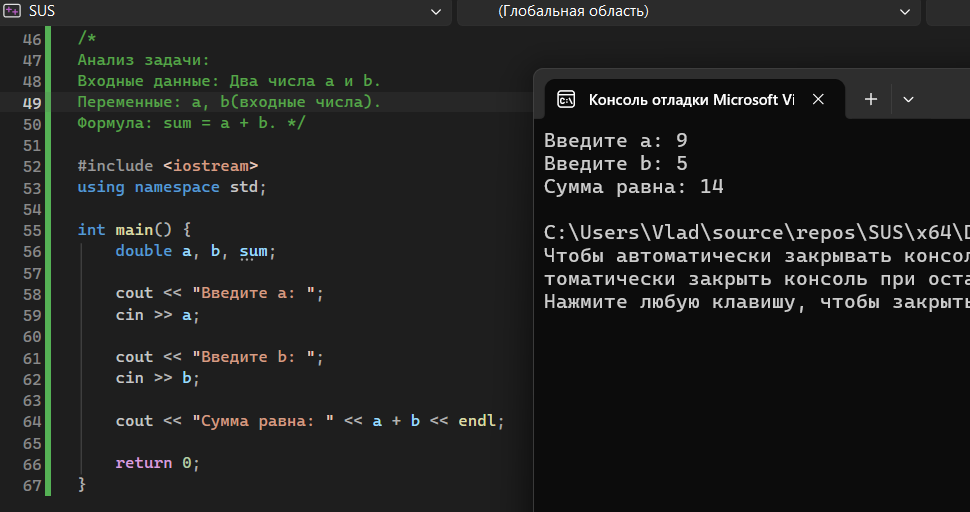 SUS
(Глобальная область)
46 /*
47 Анализ задачи:
48 Входные данные: Два числа a и b.
49 Переменные: a, b(входные числа).
50 Формула: sum = a + b. */
51
52 #include <iostream>
53 using namespace std;
54
55 int main() {
56 double a, b, sum;
57
58 cout << "Введите a: ";
59 cin >> a;
60
61 cout << "Введите b: ";
62 cin >> b;
63
64 cout << "Сумма равна: " << a + b << endl;
65
66 return 0;
67 }
Консоль отладки Microsoft Vi
Введите a: 9
Введите b: 5
Сумма равна: 14
C:\Users\Vlad\source\repos\SUS\x64\D
Чтобы автоматически закрывать консол
томатически закрыть консоль при оста
Нажмите любую клавишу, чтобы закрыть